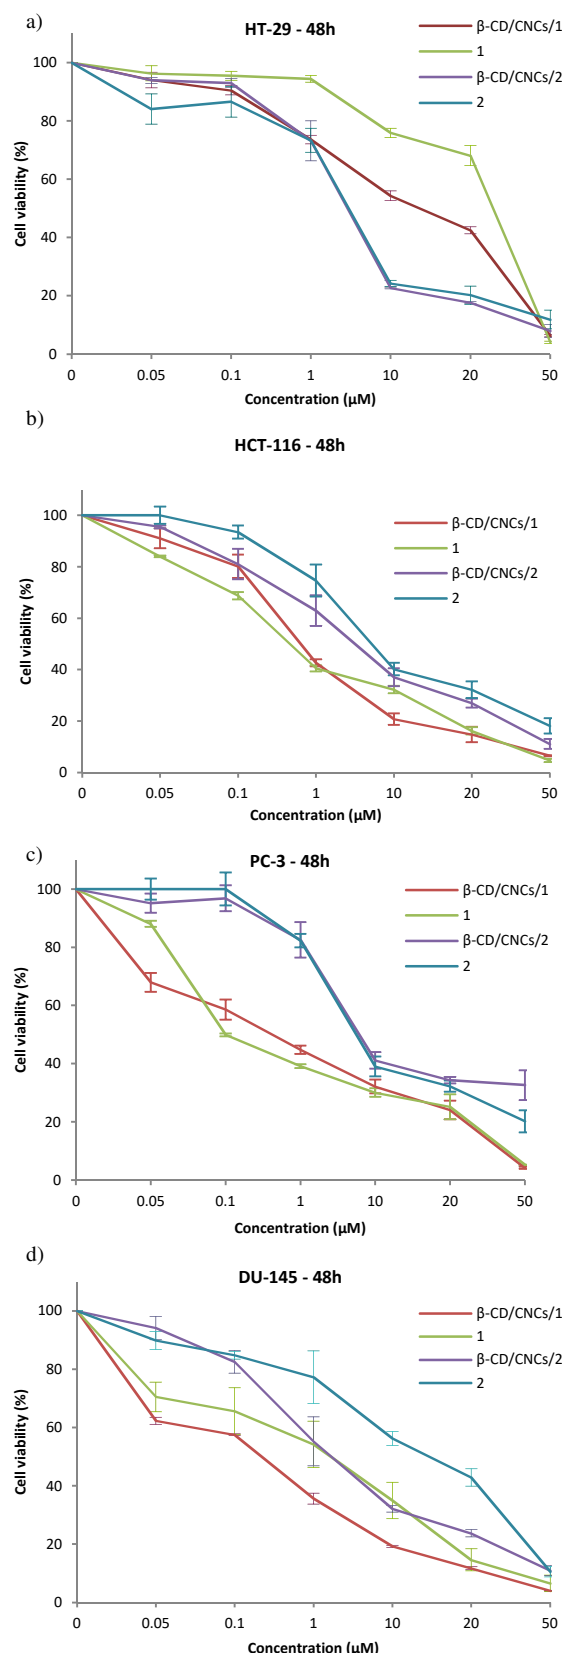 a)
HT-29 - 48h
β-CD/CNCs/1
1
β-CD/CNCs/2
2
100
80
60
40
20
0
Cell viability (%)
0 0.05 0.1 1 10 20 50
Concentration (µM)
b)
HCT-116 - 48h
β-CD/CNCs/1
1
β-CD/CNCs/2
2
100
80
60
40
20
0
Cell viability (%)
0 0.05 0.1 1 10 20 50
Concentration (µM)
c)
PC-3 - 48h
β-CD/CNCs/1
1
β-CD/CNCs/2
2
100
80
60
40
20
0
Cell viability (%)
0 0.05 0.1 1 10 20 50
Concentration (µM)
d)
DU-145 - 48h
β-CD/CNCs/1
1
β-CD/CNCs/2
2
100
80
60
40
20
0
Cell viability (%)
0 0.05 0.1 1 10 20 50
Concentration (µM)